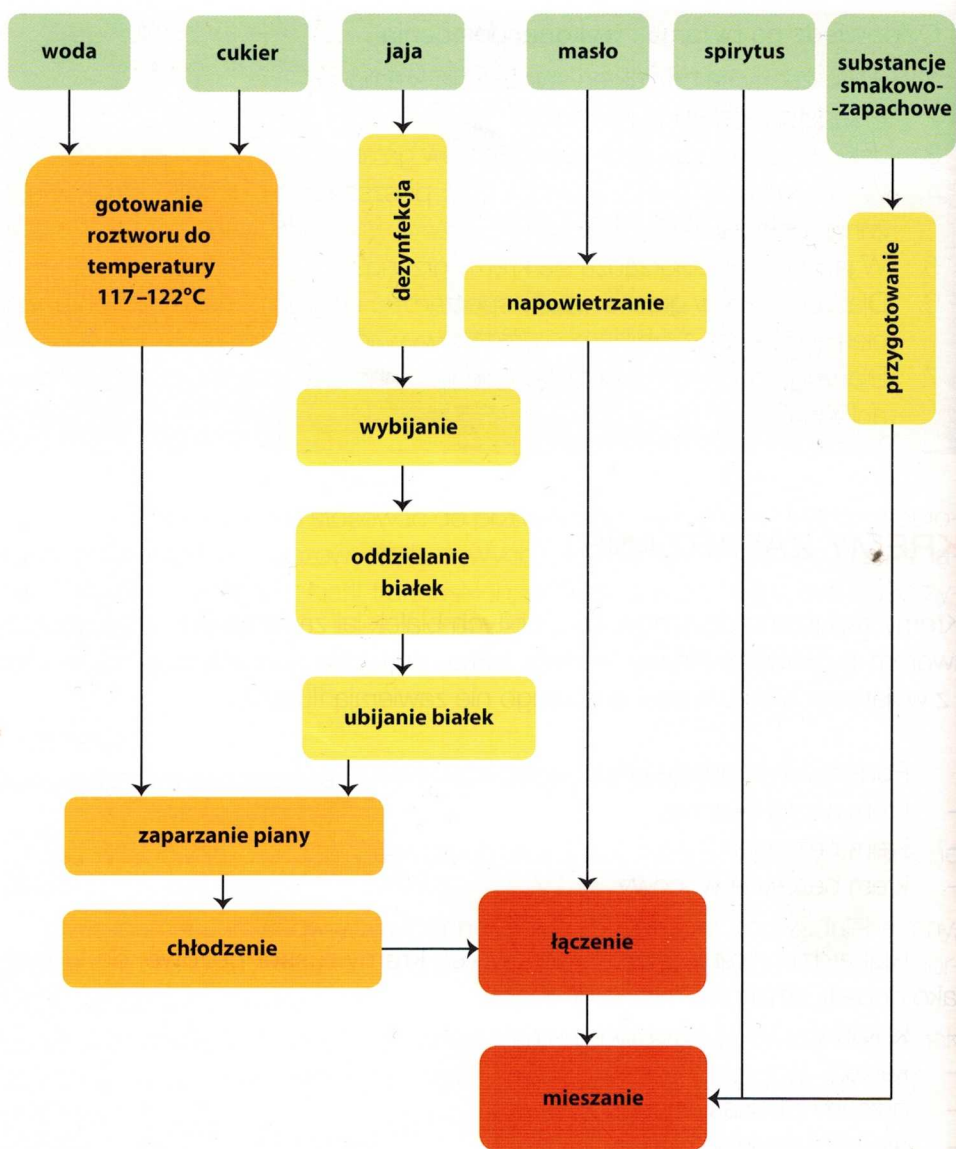 woda
cukier
jaja
masło
spirytus
substancje
smakowo-
-zapachowe
gotowanie
roztworu do
temperatury
117–122°C
dezynfekcja
napowietrzanie
przygotowanie
wybijanie
oddzielanie
białek
ubijanie białek
zaparzanie piany
chłodzenie
łączenie
mieszanie